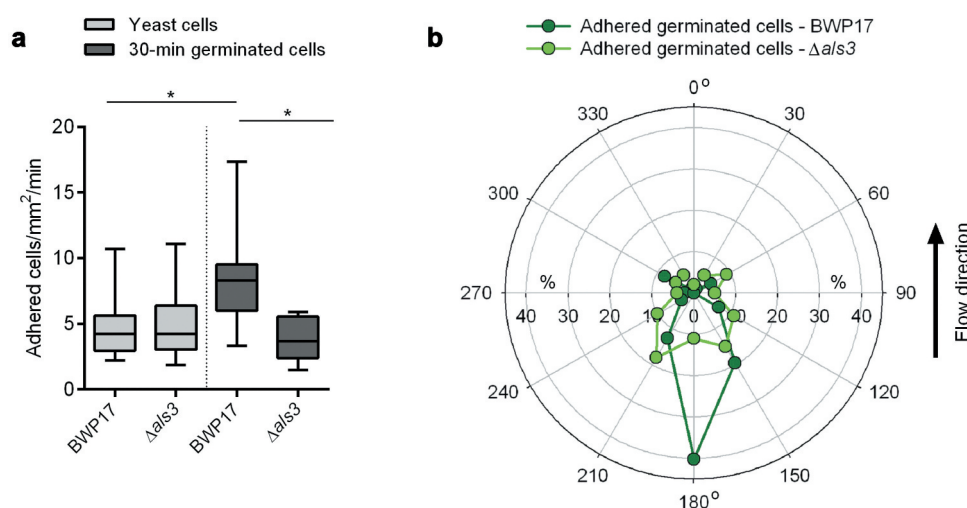 a
Yeast cells
30-min germinated cells
*
*
20
15
10
5
0
Adhered cells/mm²/min
BWP17
Δals3
BWP17
Δals3
b
Adhered germinated cells - BWP17
Adhered germinated cells - Δals3
0°
330
30
300
60
%
%
270
90
40 30 20 10 0 10 20 30 40
240
120
210
150
180°
Flow direction